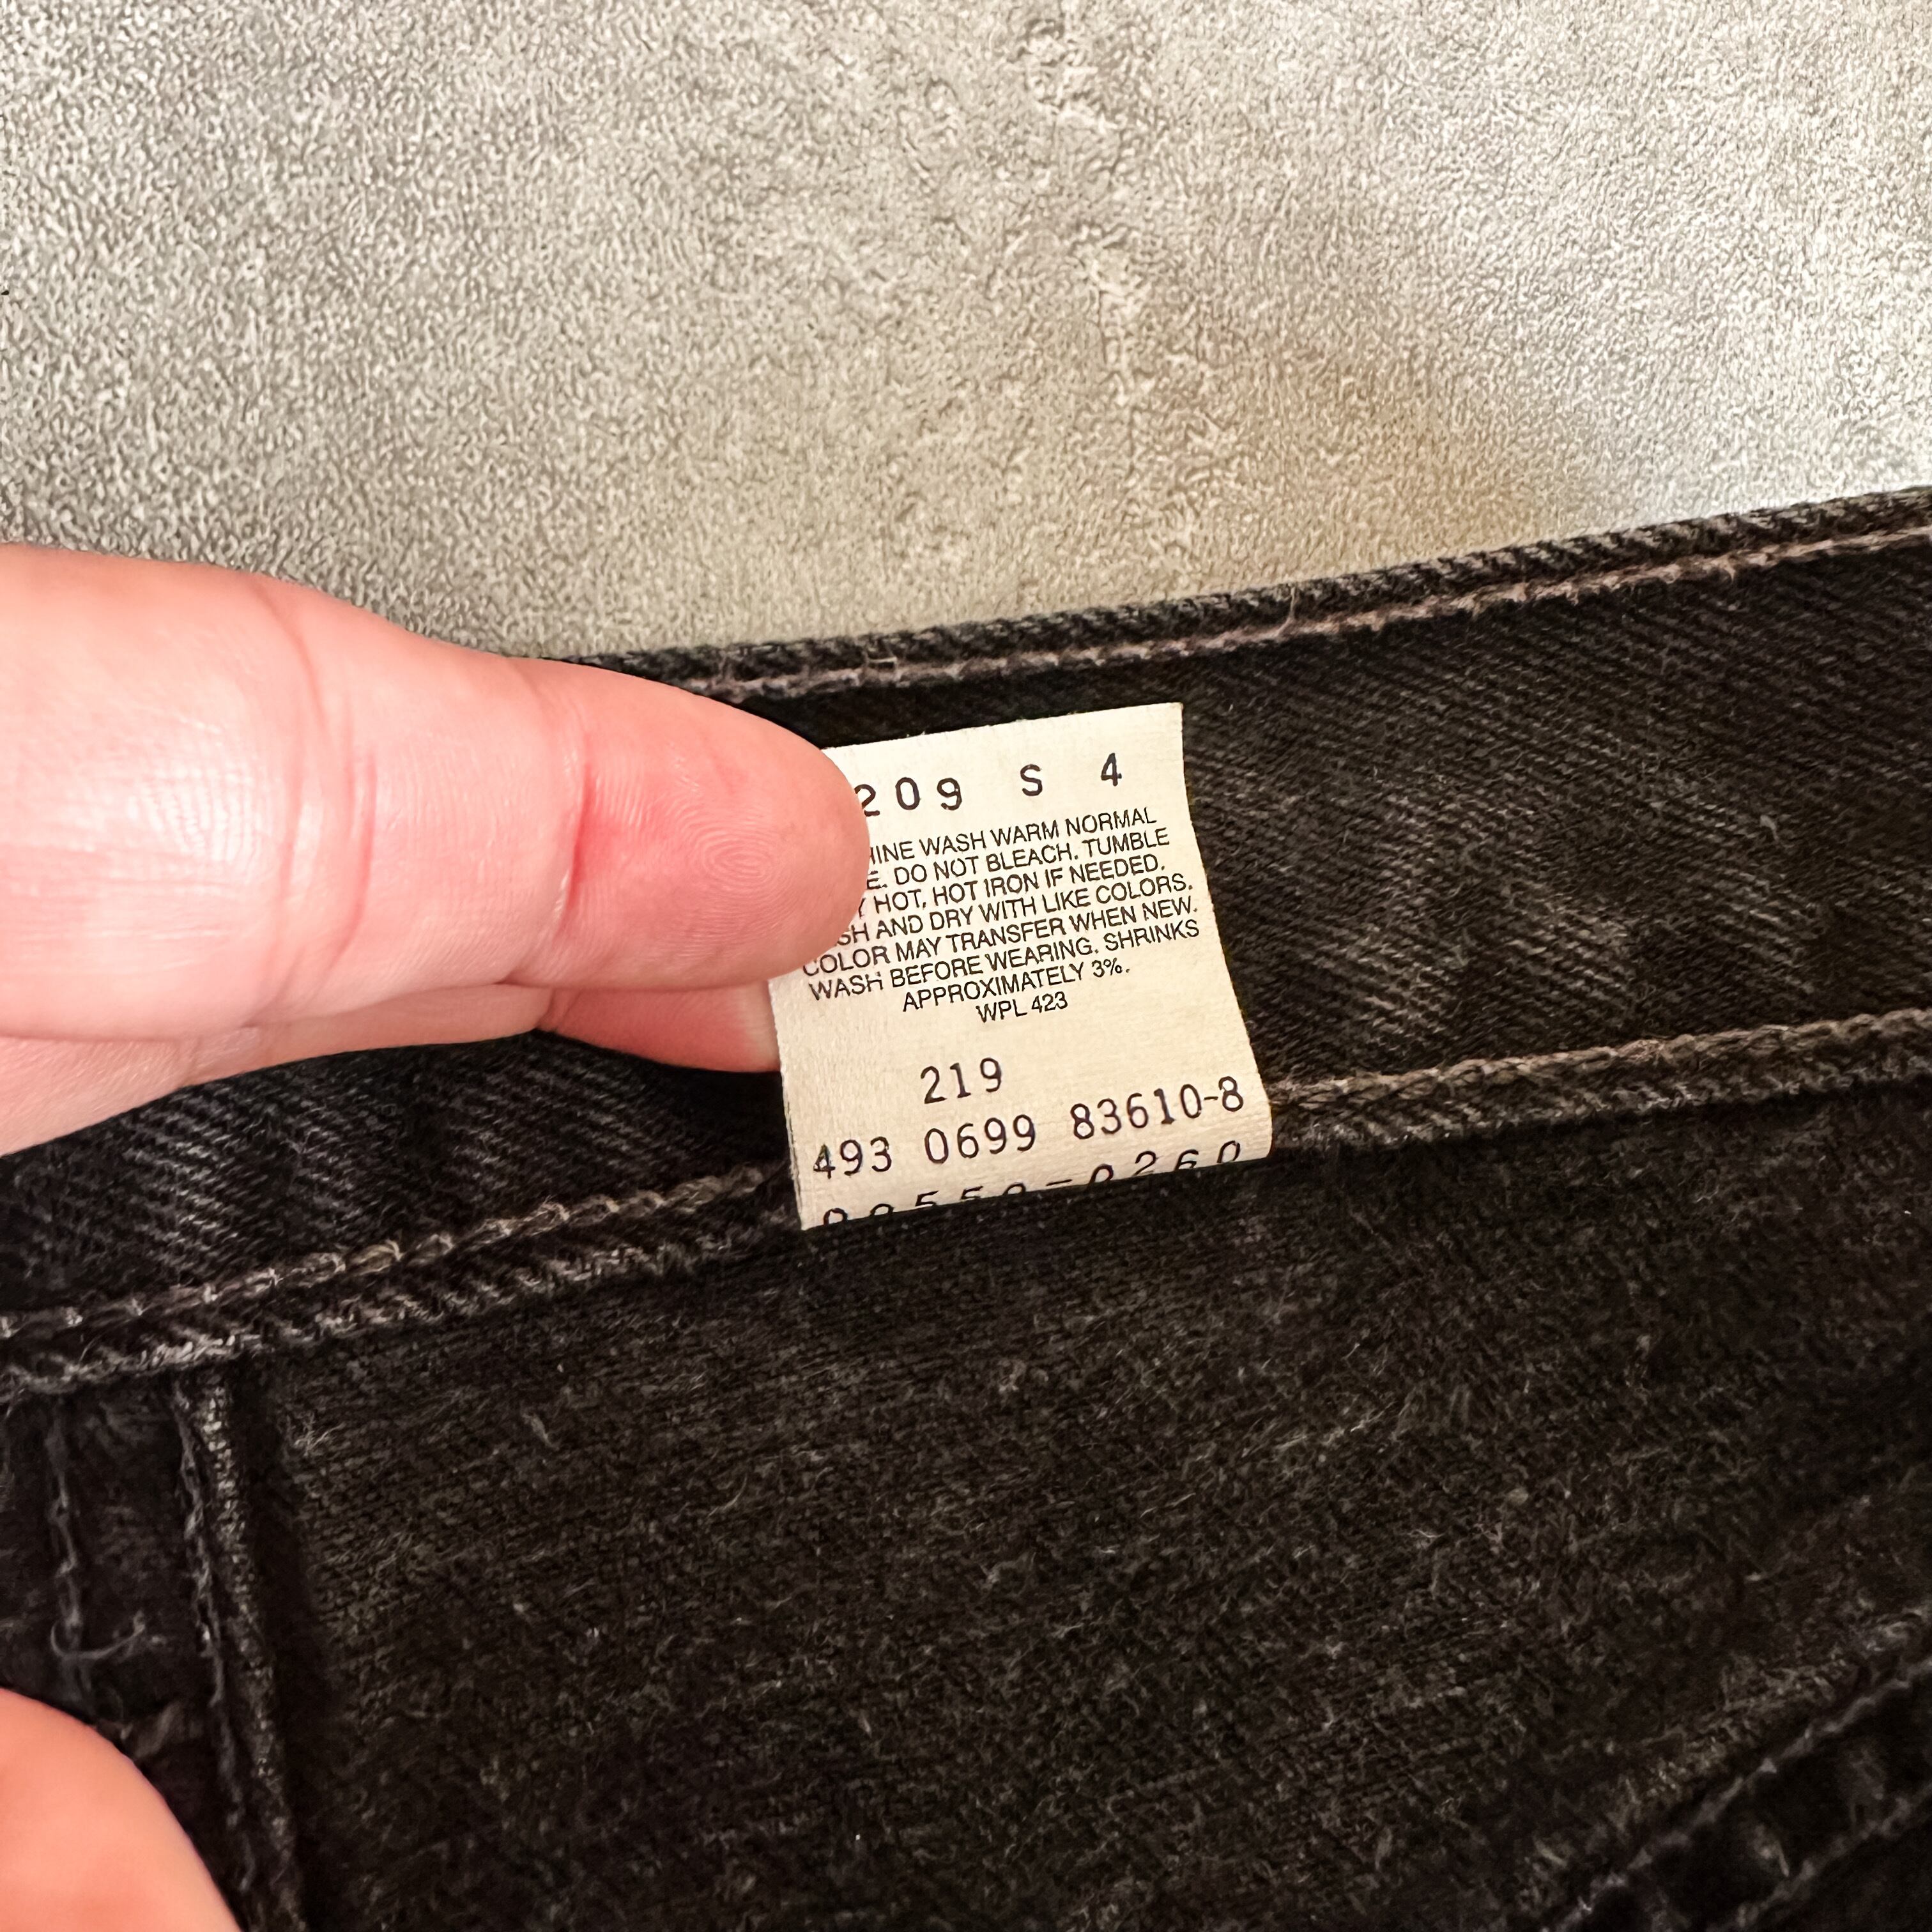 209 S 4
HINE WASH WARM NORMAL
E. DO NOT BLEACH. TUMBLE
Y HOT, HOT IRON IF NEEDED.
SH AND DRY WITH LIKE COLORS.
COLOR MAY TRANSFER WHEN NEW.
WASH BEFORE WEARING. SHRINKS
APPROXIMATELY 3%.
WPL 423
219
493 0699 83610-8
00550-0260